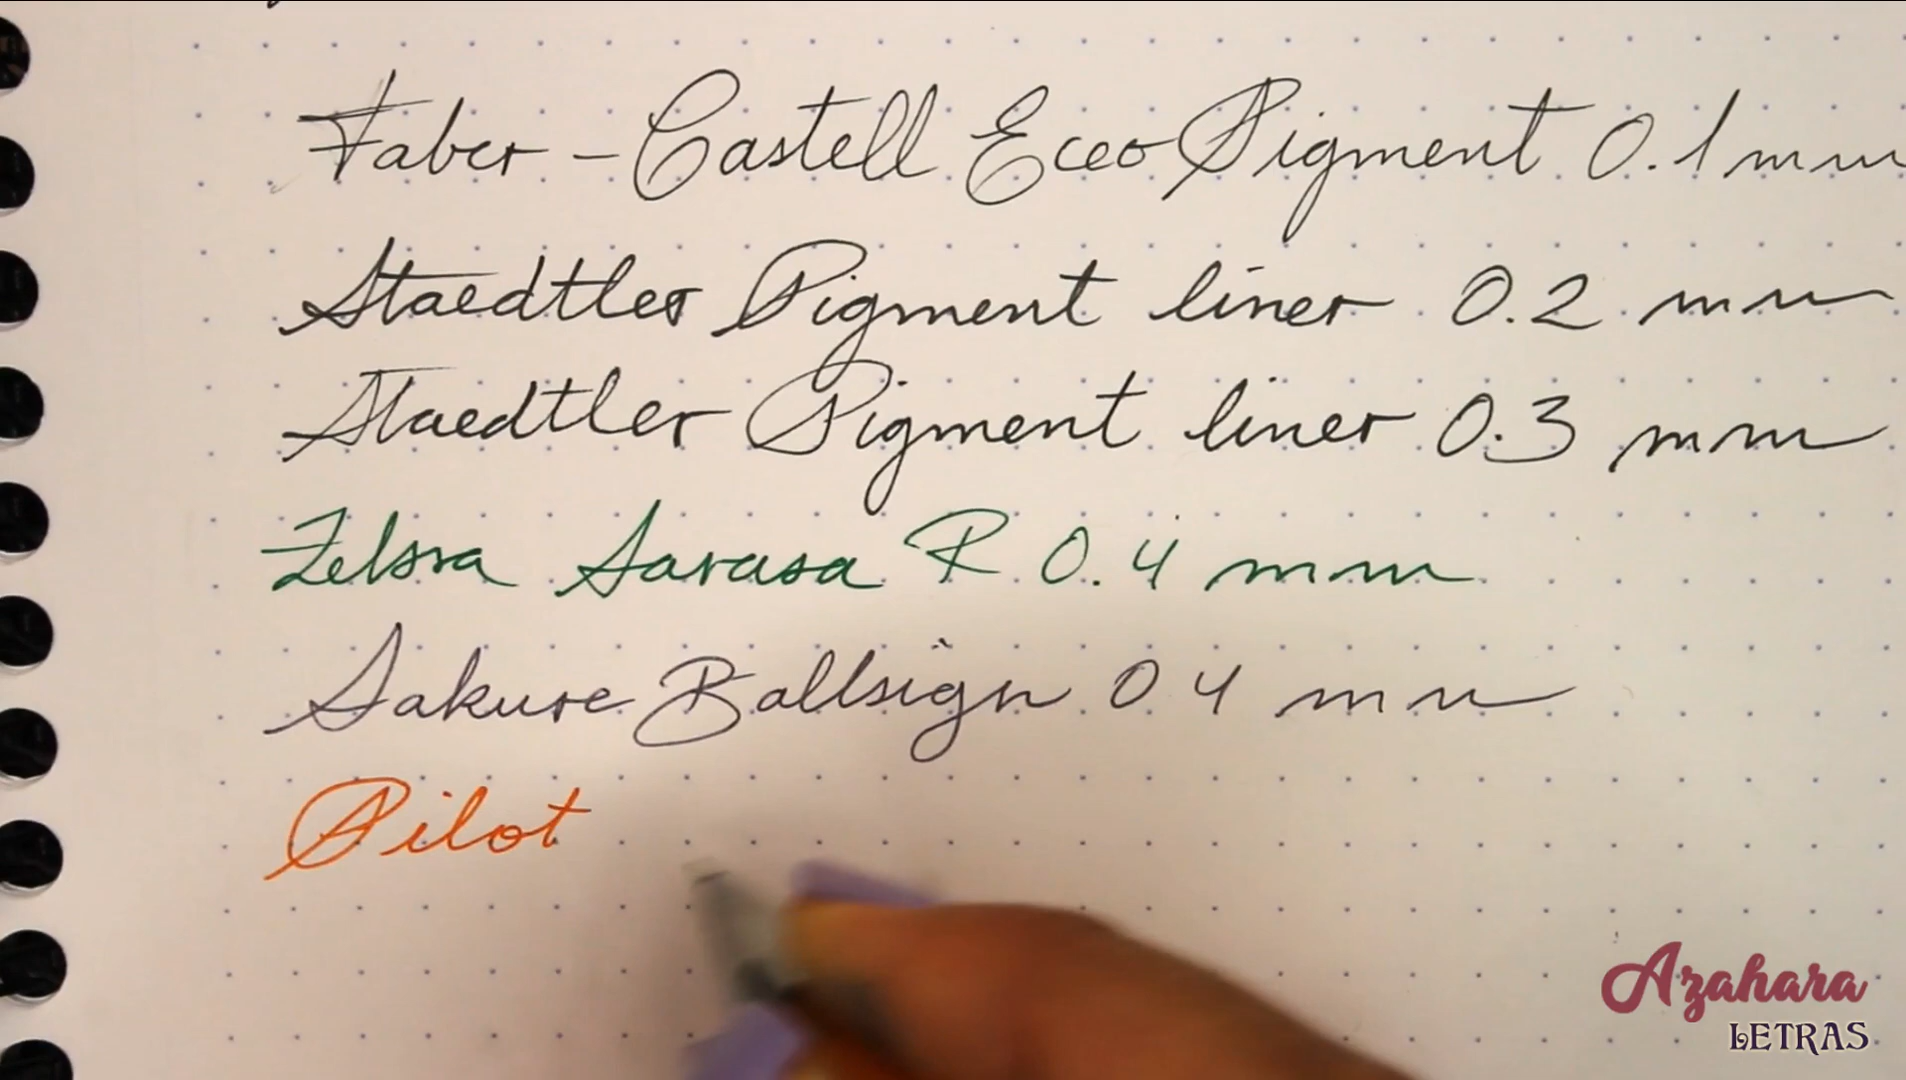 Faber-Castell Ecco Pigment 0.1 mm
Staedtler Pigment liner 0.2 mm
Staedtler Pigment liner 0.3 mm
Zebra Sarasa R 0.4 mm
Sakura Ballsign 0 4 mm
Pilot
Azahara
LETRAS